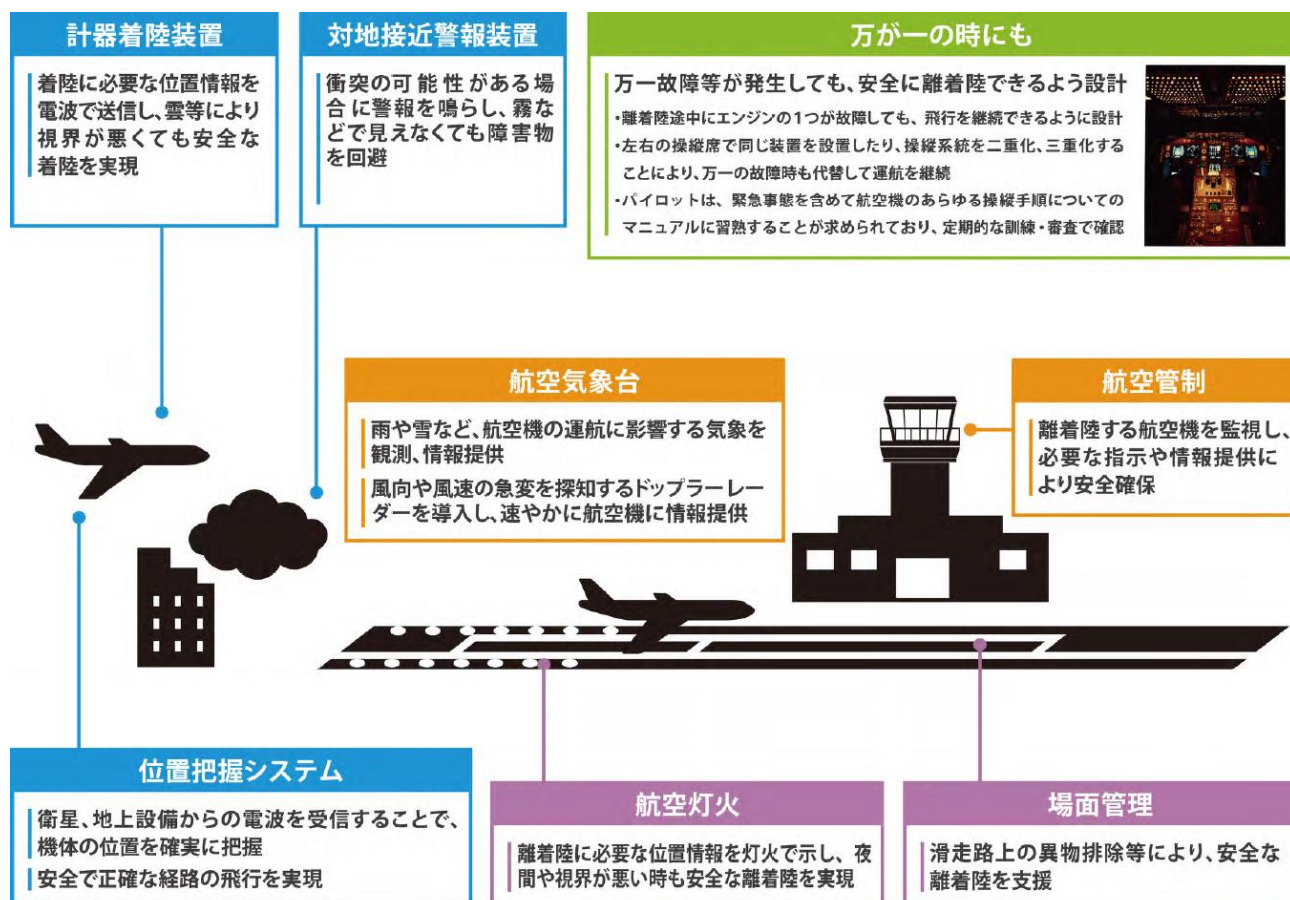 計器着陸装置
着陸に必要な位置情報を
電波で送信し、雲等により
視界が悪くても安全な
着陸を実現
対地接近警報装置
衝突の可能性がある場
合に警報を鳴らし、霧な
どで見えなくても障害物
を回避
万が一の時にも
万一故障等が発生しても、安全に離着陸できるよう設計
・離着陸途中にエンジンの1つが故障しても、飛行を継続できるように設計
・左右の操縦席で同じ装置を設置したり、操縦系統を二重化、三重化する
ことにより、万一の故障時も代替して運航を継続
・パイロットは、緊急事態を含めて航空機のあらゆる操縦手順についての
マニュアルに習熟することが求められており、定期的な訓練・審査で確認
航空気象台
雨や雪など、航空機の運航に影響する気象を
観測、情報提供
風向や風速の急変を探知するドップラーレー
ダーを導入し、速やかに航空機に情報提供
航空管制
離着陸する航空機を監視し、
必要な指示や情報提供に
より安全確保
位置把握システム
衛星、地上設備からの電波を受信することで、
機体の位置を確実に把握
安全で正確な経路の飛行を実現
航空灯火
離着陸に必要な位置情報を灯火で示し、夜
間や視界が悪い時も安全な離着陸を実現
場面管理
滑走路上の異物排除等により、安全な
離着陸を支援